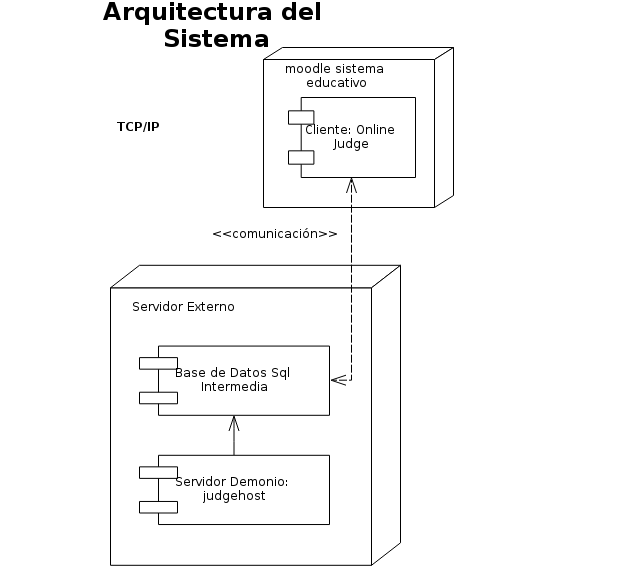 Arquitectura del
Sistema
moodle sistema
educativo
TCP/IP
Cliente: Online
Judge
<<comunicación>>
Servidor Externo
Base de Datos Sql
Intermedia
Servidor Demonio:
judgehost